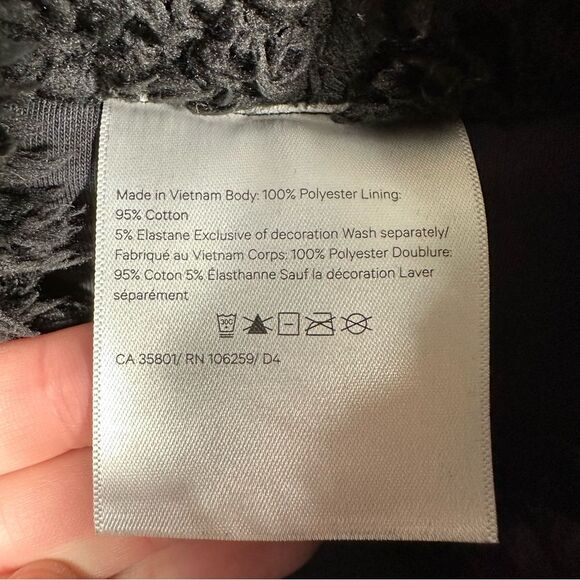 Made in Vietnam Body: 100% Polyester Lining:
95% Cotton
5% Elastane Exclusive of decoration Wash separately/
Fabriqué au Vietnam Corps: 100% Polyester Doublure:
95% Coton 5% Élasthanne Sauf la décoration Laver
séparément
30C
CA 35801/ RN 106259/ D4